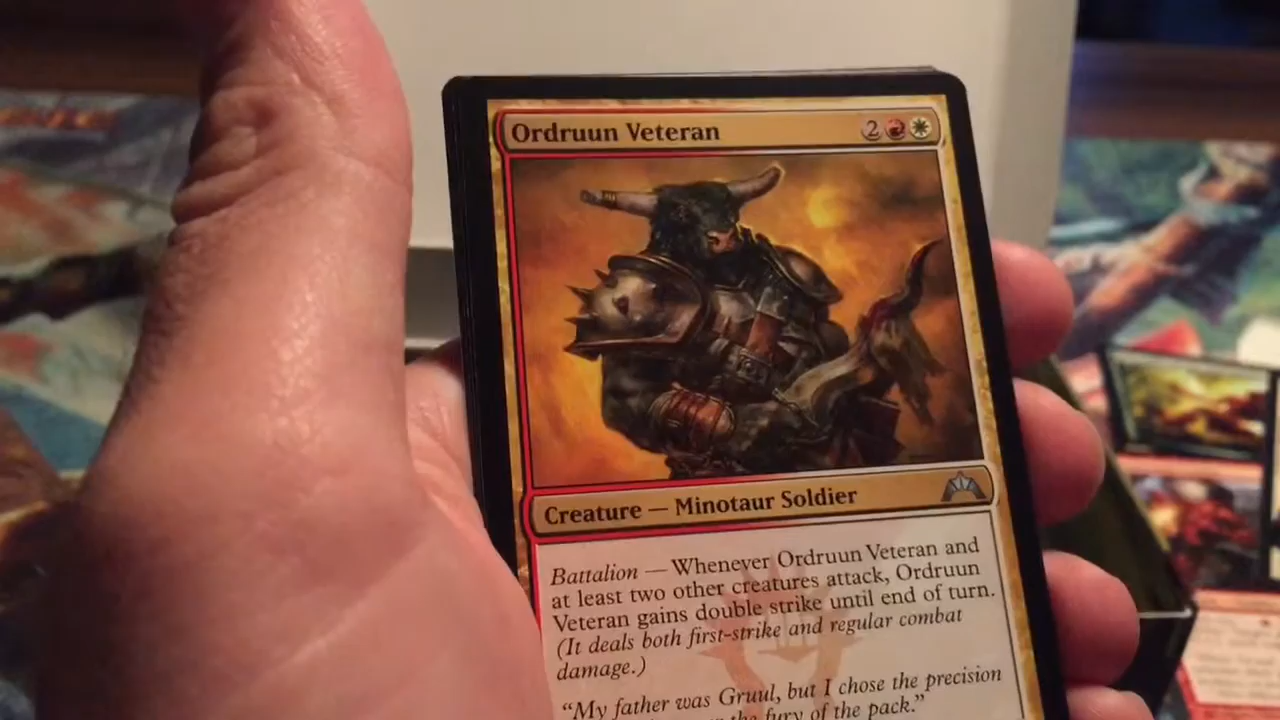 Ordruun Veteran 2
Creature — Minotaur Soldier
Battalion — Whenever Ordruun Veteran and
at least two other creatures attack, Ordruun
Veteran gains double strike until end of turn.
(It deals both first-strike and regular combat
damage.)
“My father was Gruul, but I chose the precision
the fury of the pack.”